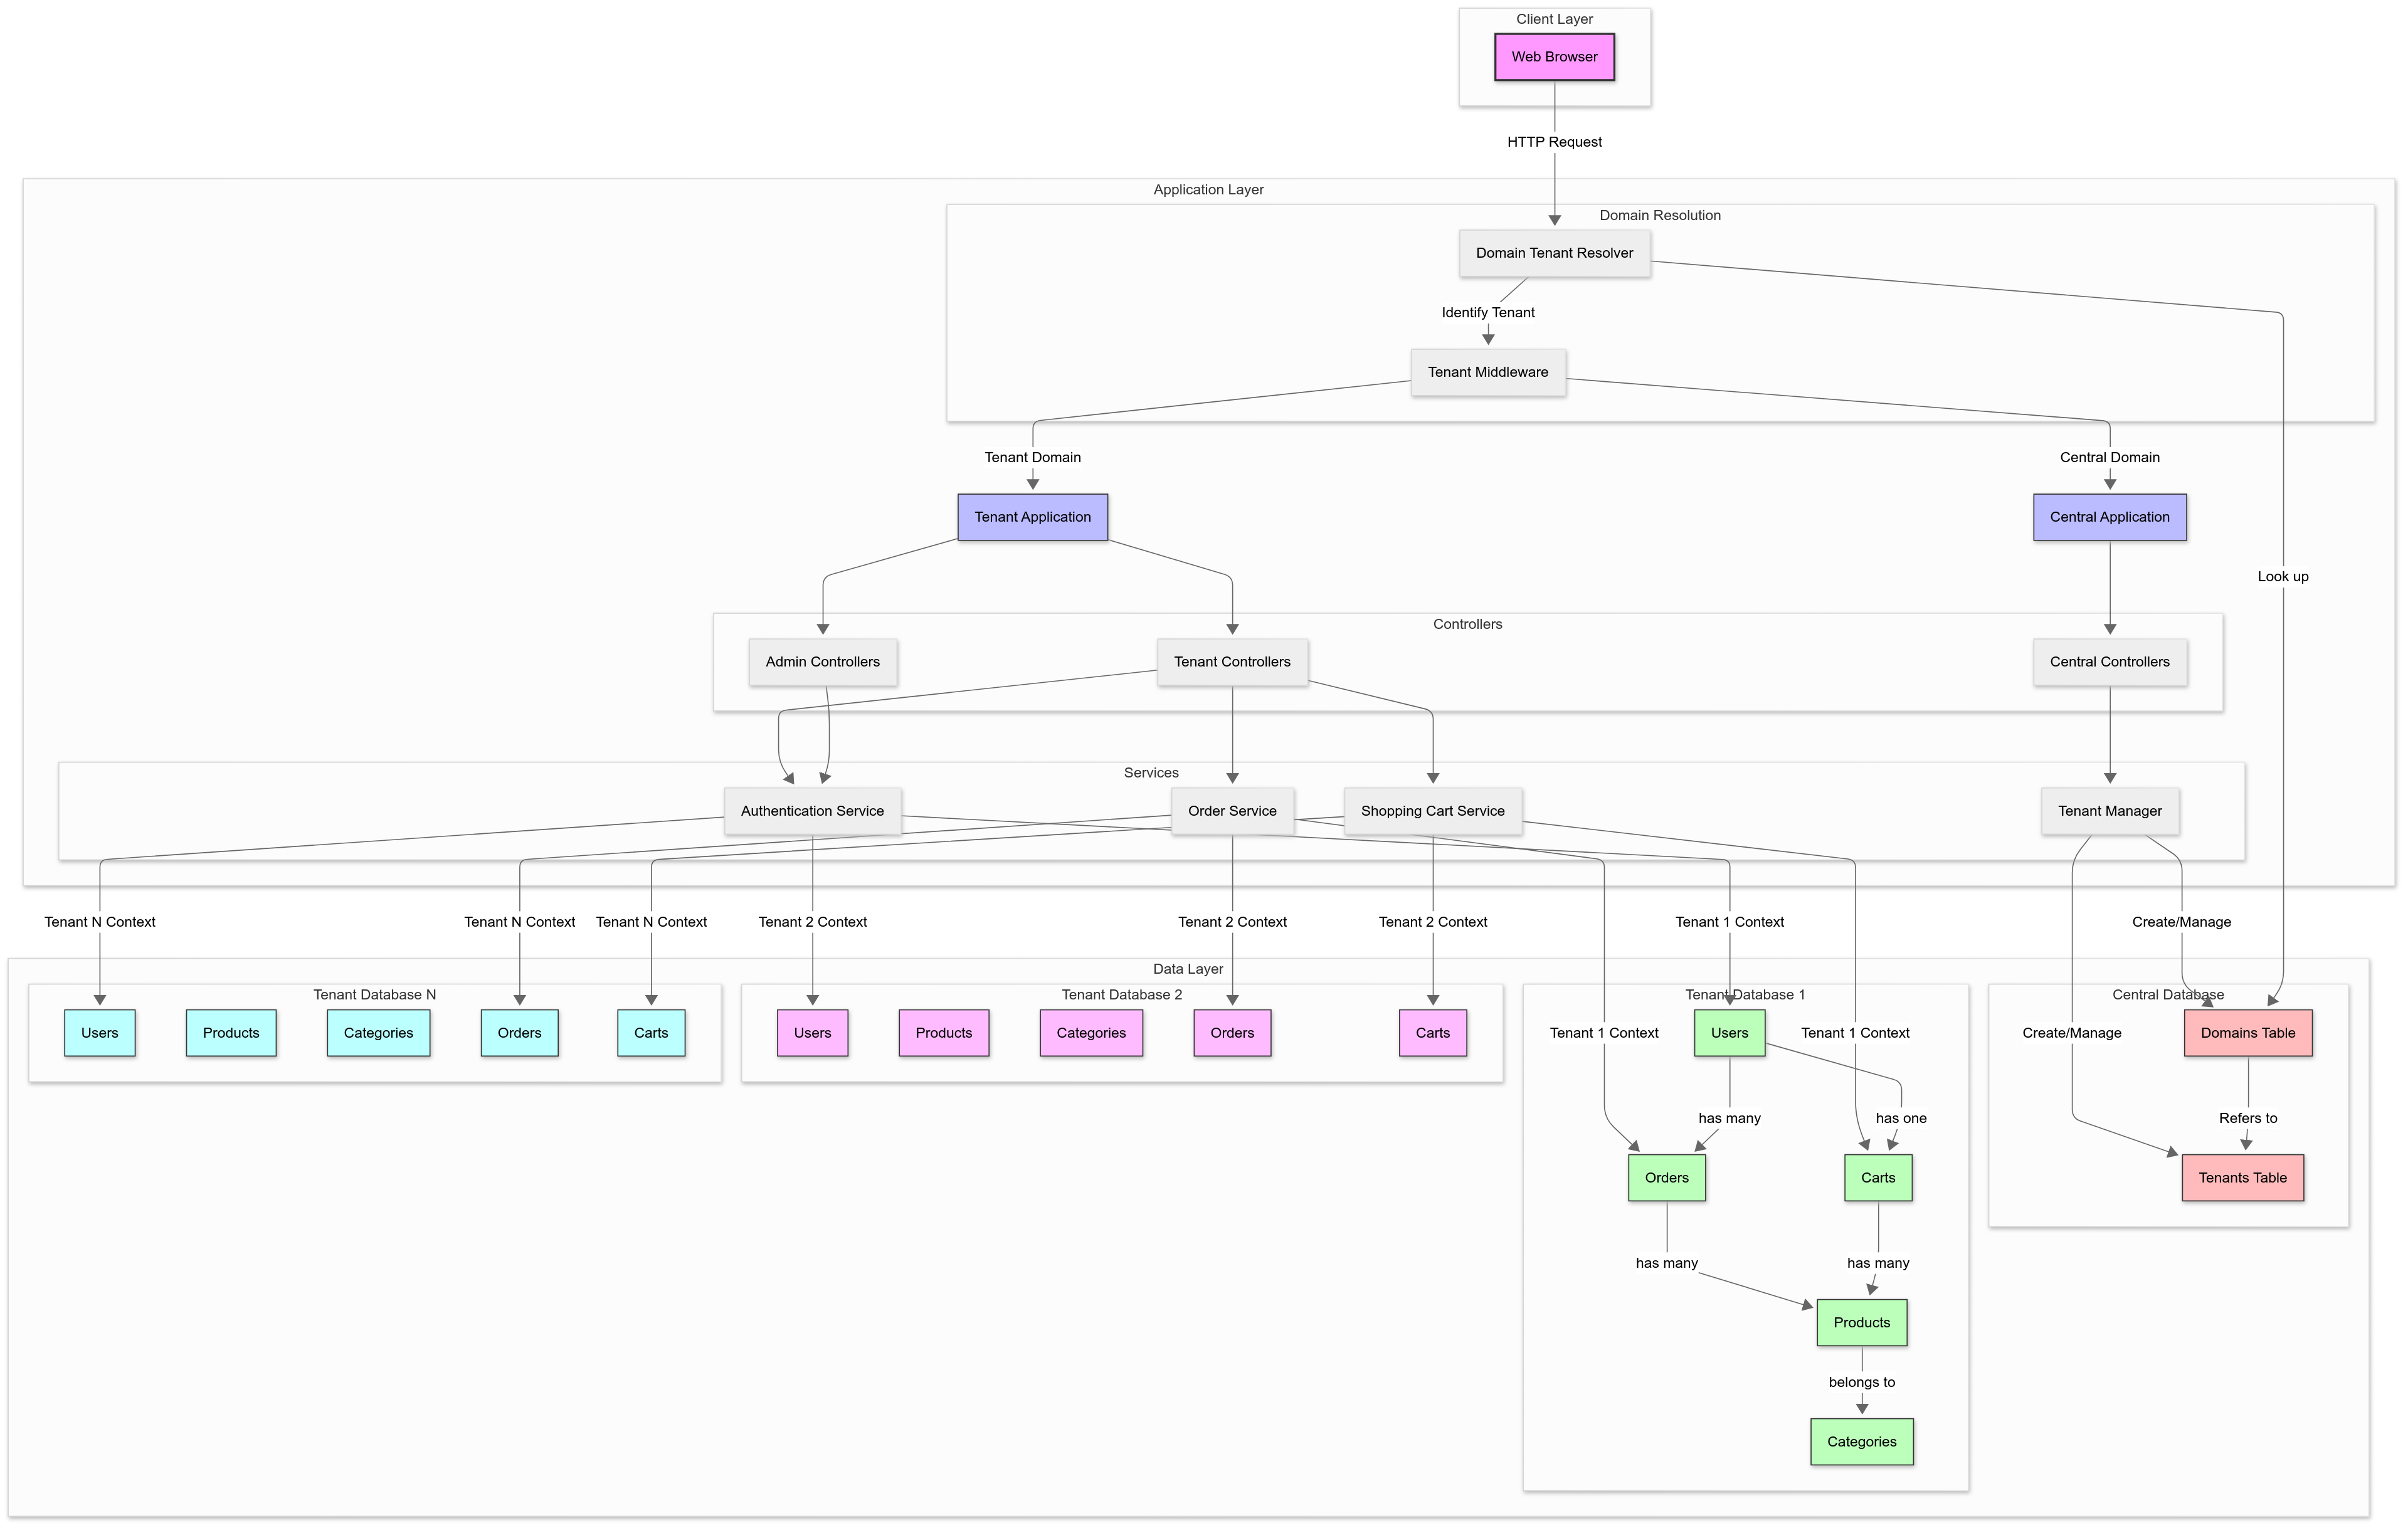 Client Layer
Web Browser
HTTP Request
Application Layer
Domain Resolution
Domain Tenant Resolver
Identify Tenant
Tenant Middleware
Tenant Domain
Central Domain
Tenant Application
Central Application
Look up
Controllers
Admin Controllers
Tenant Controllers
Central Controllers
Services
Authentication Service
Order Service
Shopping Cart Service
Tenant Manager
Tenant N Context
Tenant N Context
Tenant N Context
Tenant 2 Context
Tenant 2 Context
Tenant 2 Context
Tenant 1 Context
Create/Manage
Data Layer
Tenant Database N
Users
Products
Categories
Orders
Carts
Tenant Database 2
Users
Products
Categories
Orders
Carts
Tenant Database 1
Tenant 1 Context
Users
Tenant 1 Context
has many
has one
Orders
Carts
has many
has many
Products
belongs to
Categories
Central Database
Create/Manage
Domains Table
Refers to
Tenants Table